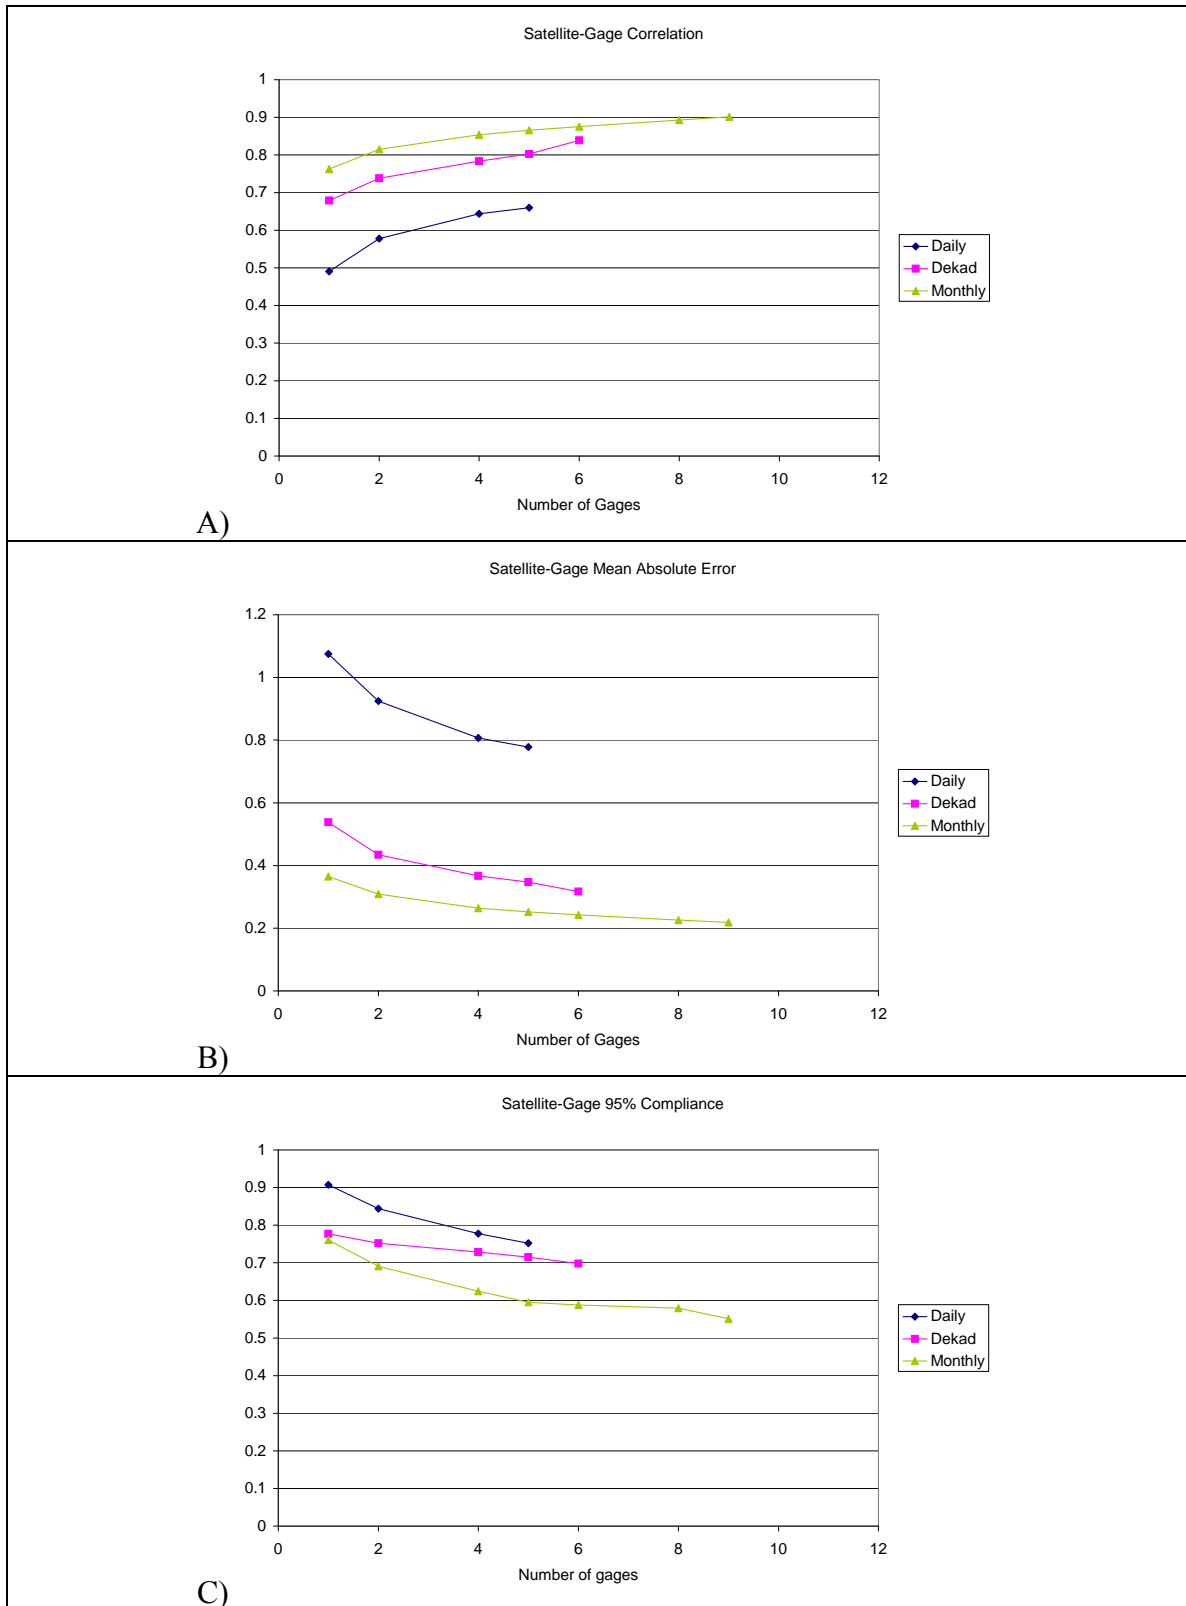 Satellite-Gage Correlation
1
0.9
0.8
0.7
0.6
0.5
0.4
0.3
0.2
0.1
0
0 2 4 6 8 10 12
Number of Gages
Daily
Dekad
Monthly
A)
Satellite-Gage Mean Absolute Error
1.2
1
0.8
0.6
0.4
0.2
0
0 2 4 6 8 10 12
Number of Gages
Daily
Dekad
Monthly
B)
Satellite-Gage 95% Compliance
1
0.9
0.8
0.7
0.6
0.5
0.4
0.3
0.2
0.1
0
0 2 4 6 8 10 12
Number of gages
Daily
Dekad
Monthly
C)